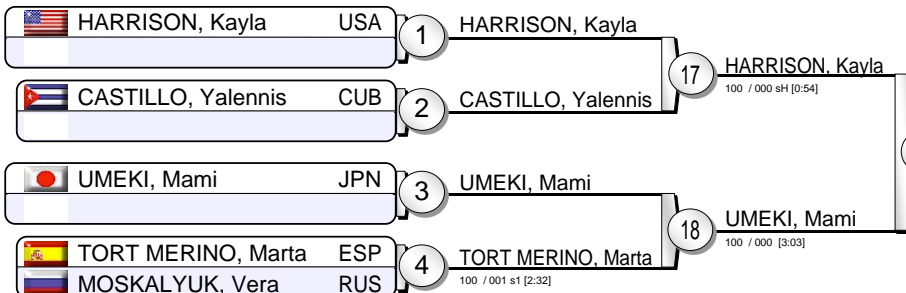 HARRISON, Kayla USA
1
HARRISON, Kayla
17
HARRISON, Kayla
100 / 000 sH [0:54]
CASTILLO, Yalennis CUB
2
CASTILLO, Yalennis
UMEKI, Mami JPN
3
UMEKI, Mami
18
UMEKI, Mami
100 / 000 [3:03]
TORT MERINO, Marta ESP
MOSKALYUK, Vera RUS
4
TORT MERINO, Marta
100 / 001 s1 [2:32]